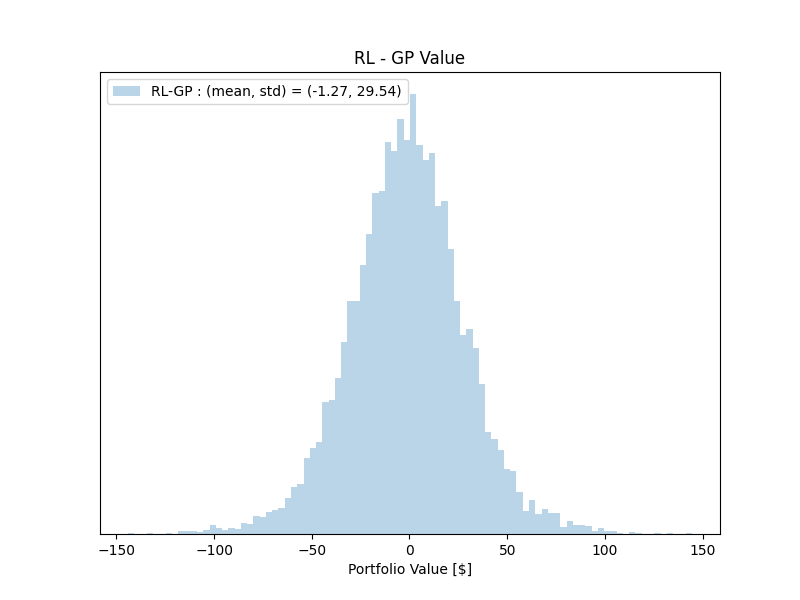 RL - GP Value
RL-GP : (mean, std) = (-1.27, 29.54)
−150 −100 −50 0 50 100 150
Portfolio Value [$]